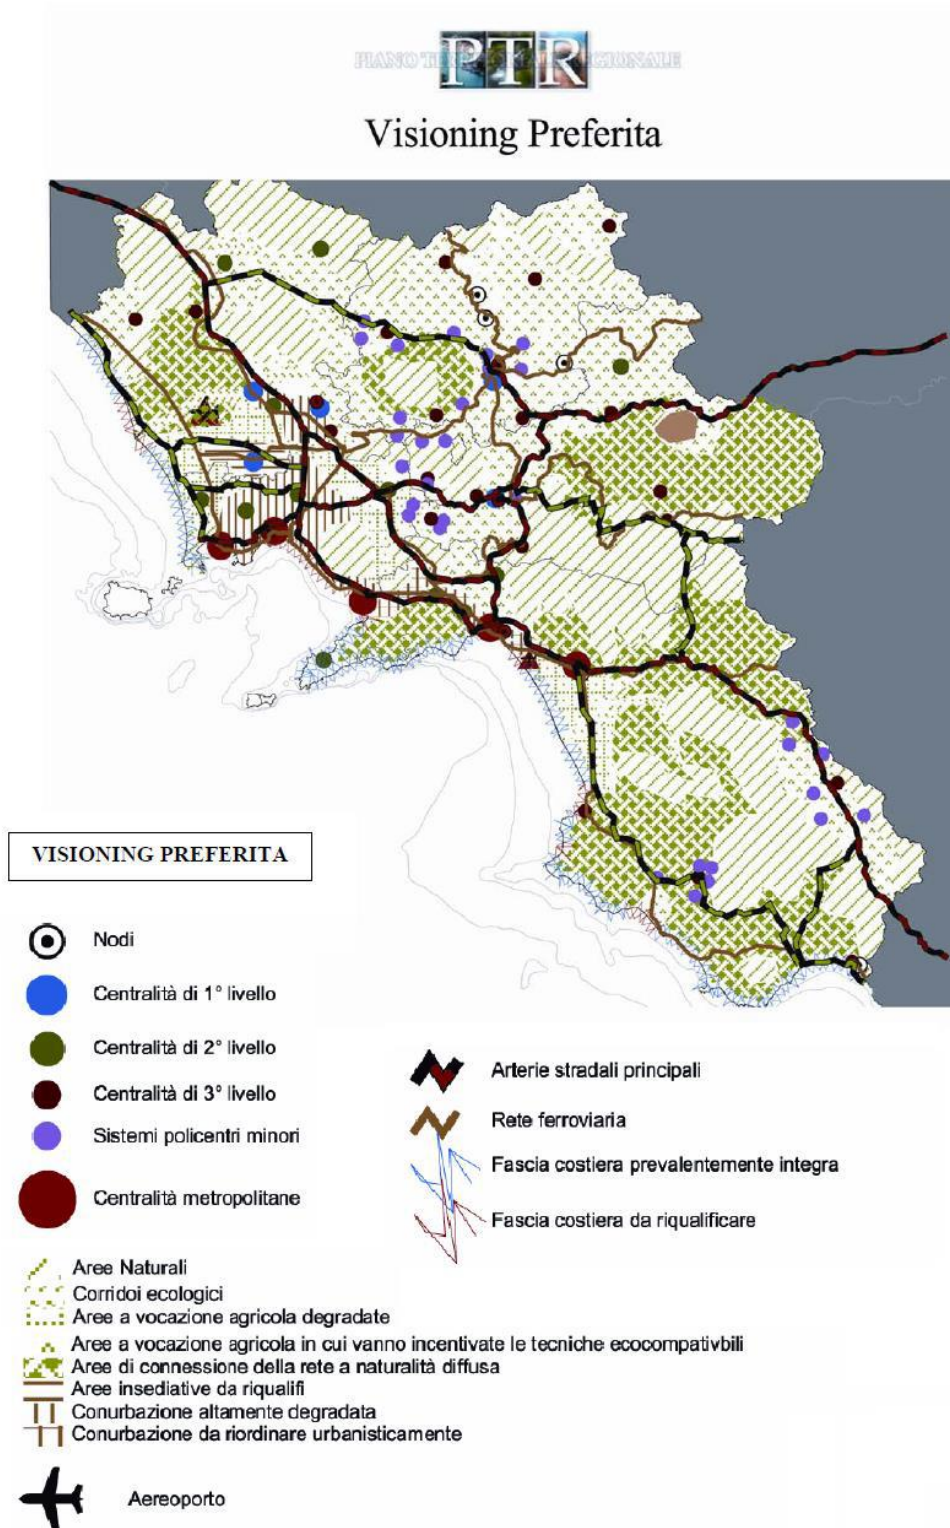 PIANO TERRITORIALE REGIONALE
PTR
Visioning Preferita
VISIONING PREFERITA
Nodi
Centralità di 1° livello
Centralità di 2° livello
Centralità di 3° livello
Sistemi policentri minori
Centralità metropolitane
Arterie stradali principali
Rete ferroviaria
Fascia costiera prevalentemente integra
Fascia costiera da riqualificare
Aree Naturali
Corridoi ecologici
Aree a vocazione agricola degradate
Aree a vocazione agricola in cui vanno incentivate le tecniche ecocompativbili
Aree di connessione della rete a naturalità diffusa
Aree insediative da riqualifi
Conurbazione altamente degradata
Conurbazione da riordinare urbanisticamente
Aereoporto